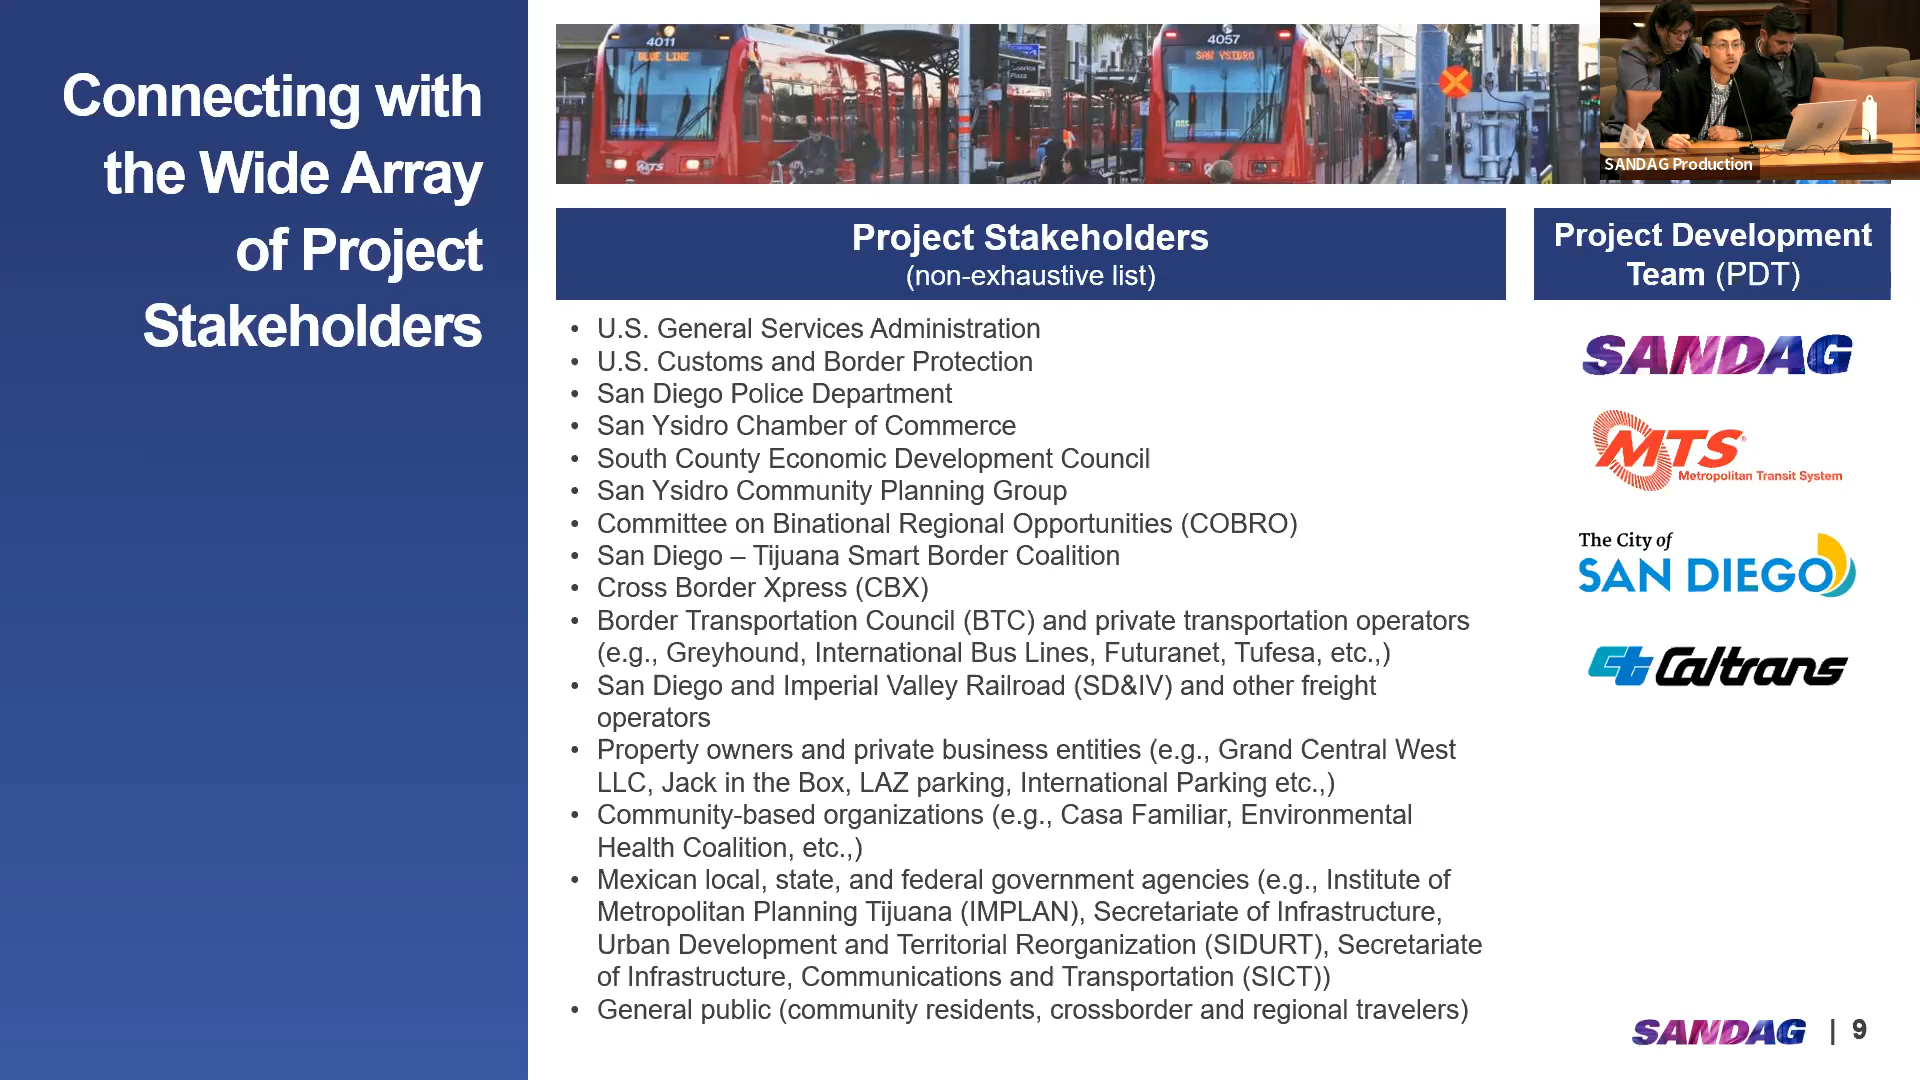 Connecting with
the Wide Array
of Project
Stakeholders
4011
BLUE LINE
MTS
America
Plaza
4057
SAN YSIDRO
SANDAG Production
Project Stakeholders
(non-exhaustive list)
• U.S. General Services Administration
• U.S. Customs and Border Protection
• San Diego Police Department
• San Ysidro Chamber of Commerce
• South County Economic Development Council
• San Ysidro Community Planning Group
• Committee on Binational Regional Opportunities (COBRO)
• San Diego – Tijuana Smart Border Coalition
• Cross Border Xpress (CBX)
• Border Transportation Council (BTC) and private transportation operators
(e.g., Greyhound, International Bus Lines, Futuranet, Tufesa, etc.,)
• San Diego and Imperial Valley Railroad (SD&IV) and other freight
operators
• Property owners and private business entities (e.g., Grand Central West
LLC, Jack in the Box, LAZ parking, International Parking etc.,)
• Community-based organizations (e.g., Casa Familiar, Environmental
Health Coalition, etc.,)
• Mexican local, state, and federal government agencies (e.g., Institute of
Metropolitan Planning Tijuana (IMPLAN), Secretariate of Infrastructure,
Urban Development and Territorial Reorganization (SIDURT), Secretariate
of Infrastructure, Communications and Transportation (SICT))
• General public (community residents, crossborder and regional travelers)
Project Development
Team (PDT)
SANDAG
MTS
Metropolitan Transit System
The City of
SAN DIEGO
Caltrans
SANDAG | 9